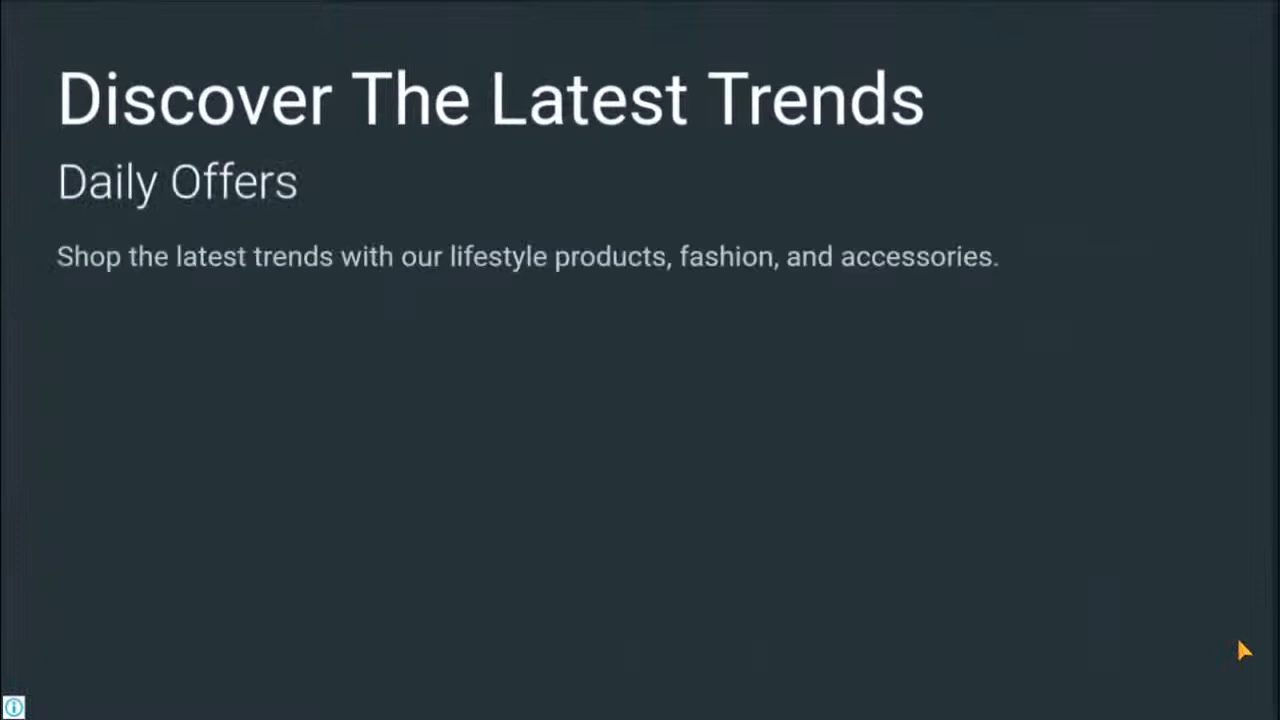 Discover The Latest Trends
Daily Offers
Shop the latest trends with our lifestyle products, fashion, and accessories.